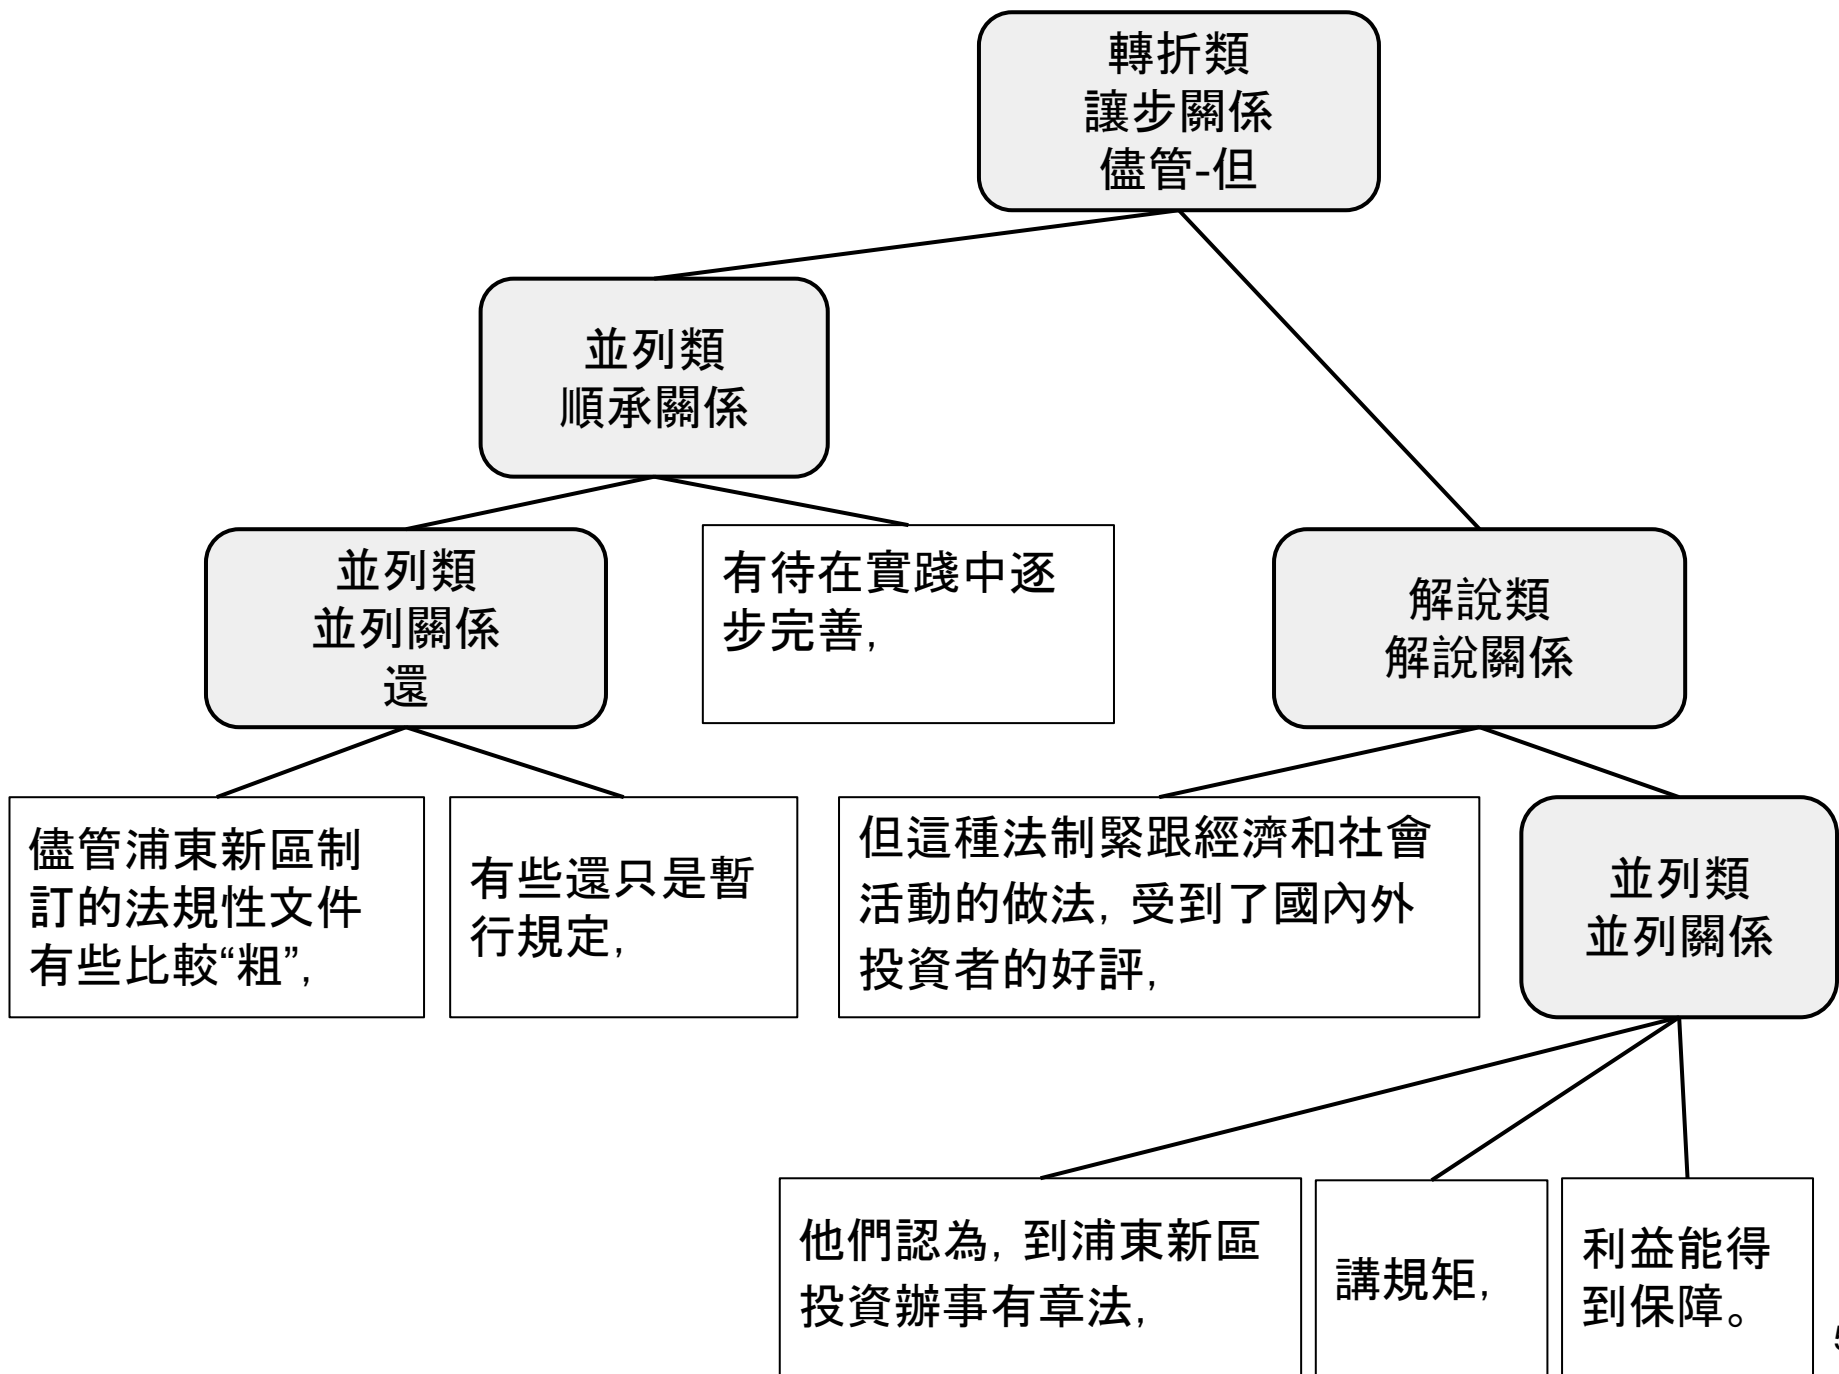 轉折類
讓步關係
儘管-但
並列類
順承關係
並列類
並列關係
還
有待在實踐中逐
步完善,
解說類
解說關係
儘管浦東新區制
訂的法規性文件
有些比較“粗”,
有些還只是暫
行規定,
但這種法制緊跟經濟和社會
活動的做法, 受到了國內外
投資者的好評,
並列類
並列關係
他們認為, 到浦東新區
投資辦事有章法,
講規矩,
利益能得
到保障。